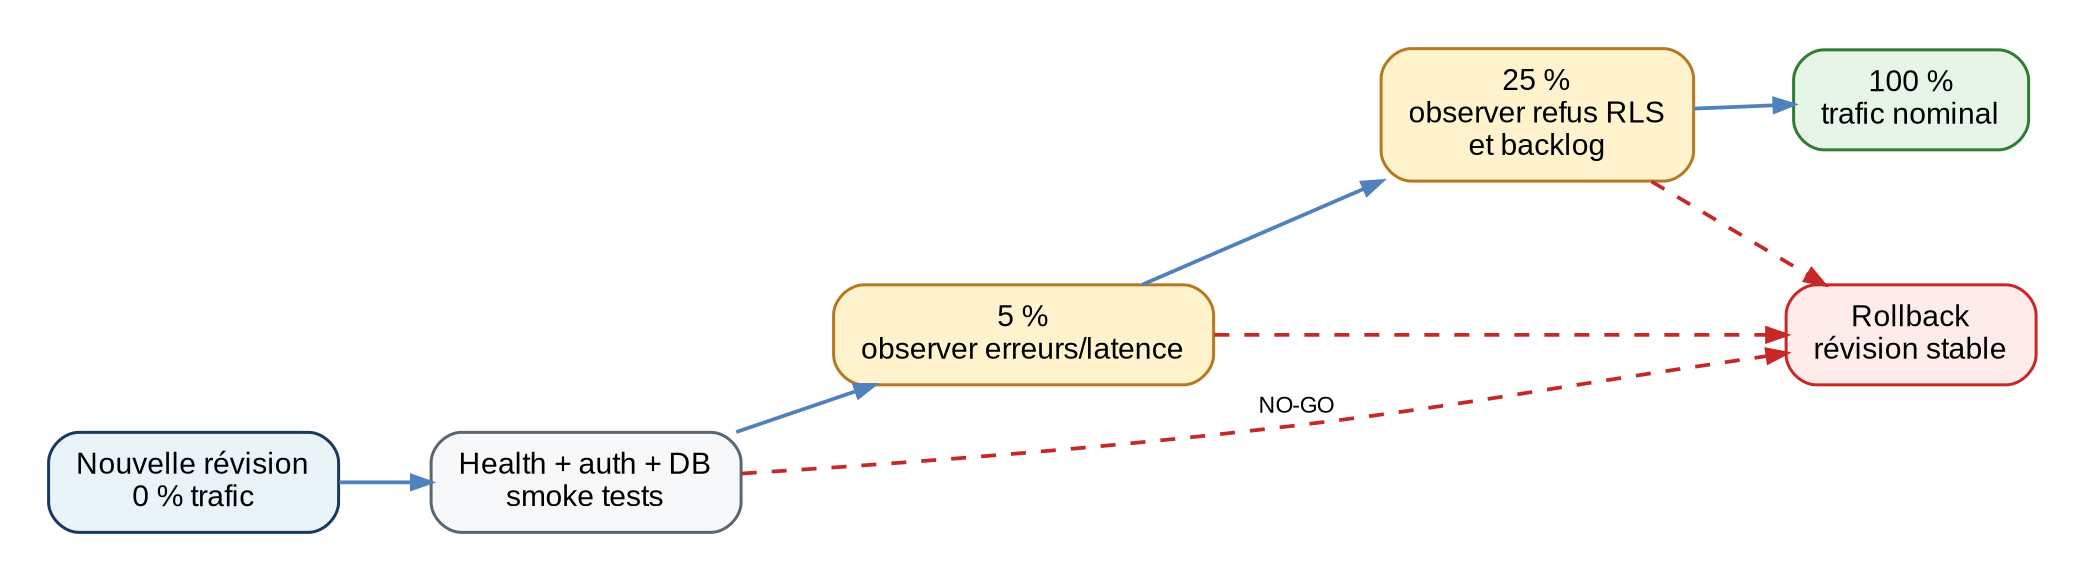 Nouvelle révision
0 % trafic
Health + auth + DB
smoke tests
5 %
observer erreurs/latence
25 %
observer refus RLS
et backlog
100 %
trafic nominal
NO-GO
Rollback
révision stable